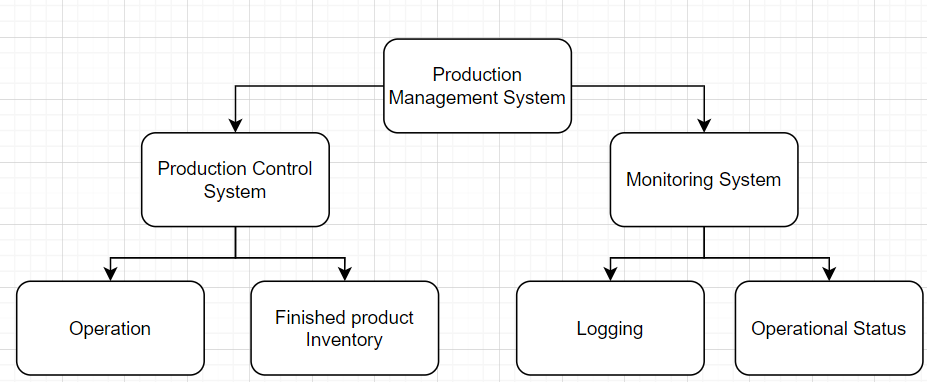 Production
Management System
Production Control
System
Monitoring System
Operation
Finished product
Inventory
Logging
Operational Status